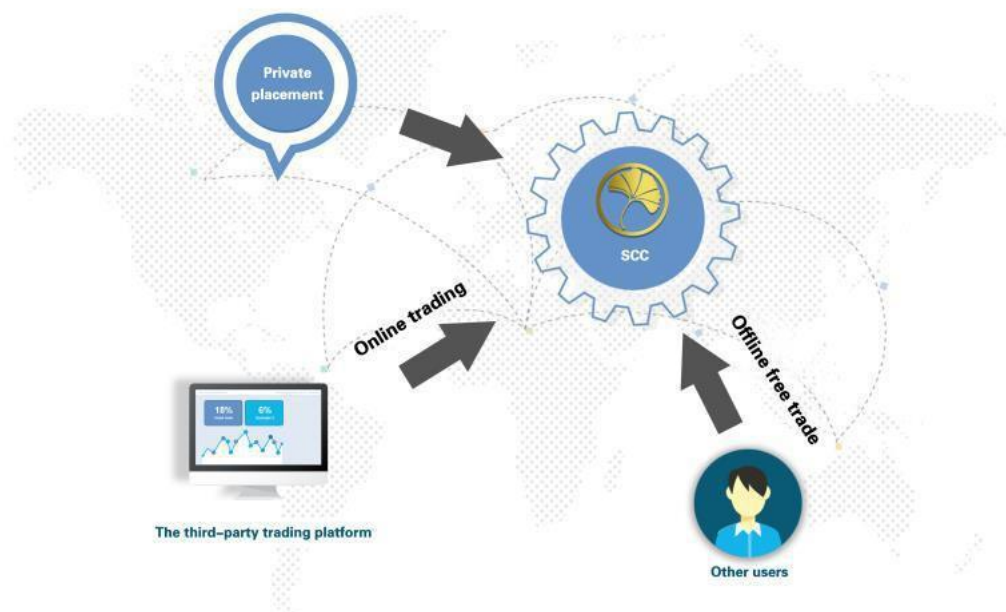 Private
placement
SCC
Online trading
Offline free trade
18%
6%
The third-party trading platform
Other users